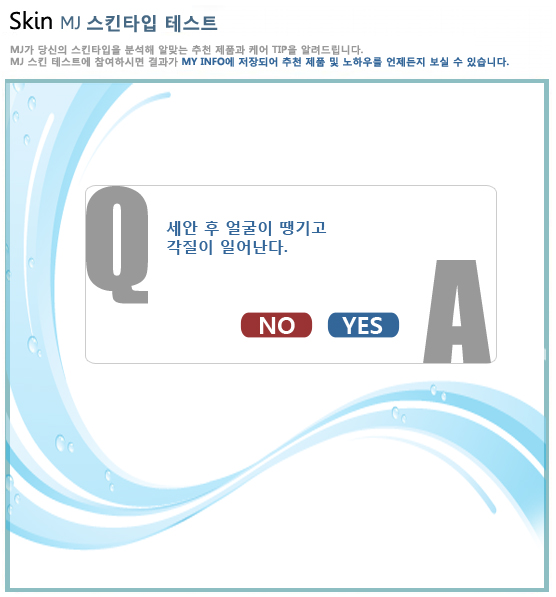 Skin MJ 스킨타입 테스트
MJ가 당신의 스킨타입을 분석해 알맞는 추천 제품과 케어 TIP을 알려드립니다.
MJ 스킨 테스트에 참여하시면 결과가 MY INFO에 저장되어 추천 제품 및 노하우를 언제든지 보실 수 있습니다.
Q
세안 후 얼굴이 땡기고
각질이 일어난다.
NO YES
A